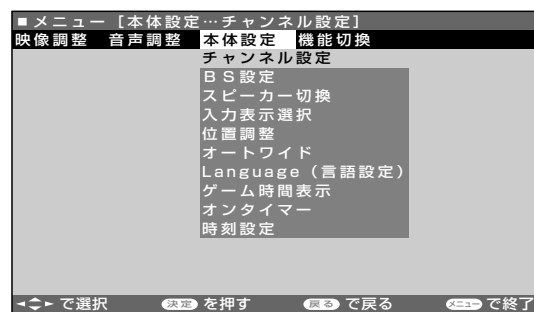 ■メニュー [本体設定…チャンネル設定]
映像調整 音声調整 本体設定 機能切換
チャンネル設定
BS設定
スピーカー切換
入力表示選択
位置調整
オートワイド
Language(言語設定)
ゲーム時間表示
オンタイマー
時刻設定
で選択 決定を押す 戻るで戻る メニューで終了